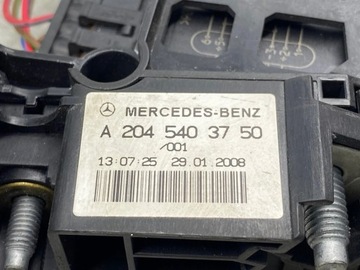 MERCEDES-BENZ
A 204 540 37 50
/001
13:07:25 29.01.2008